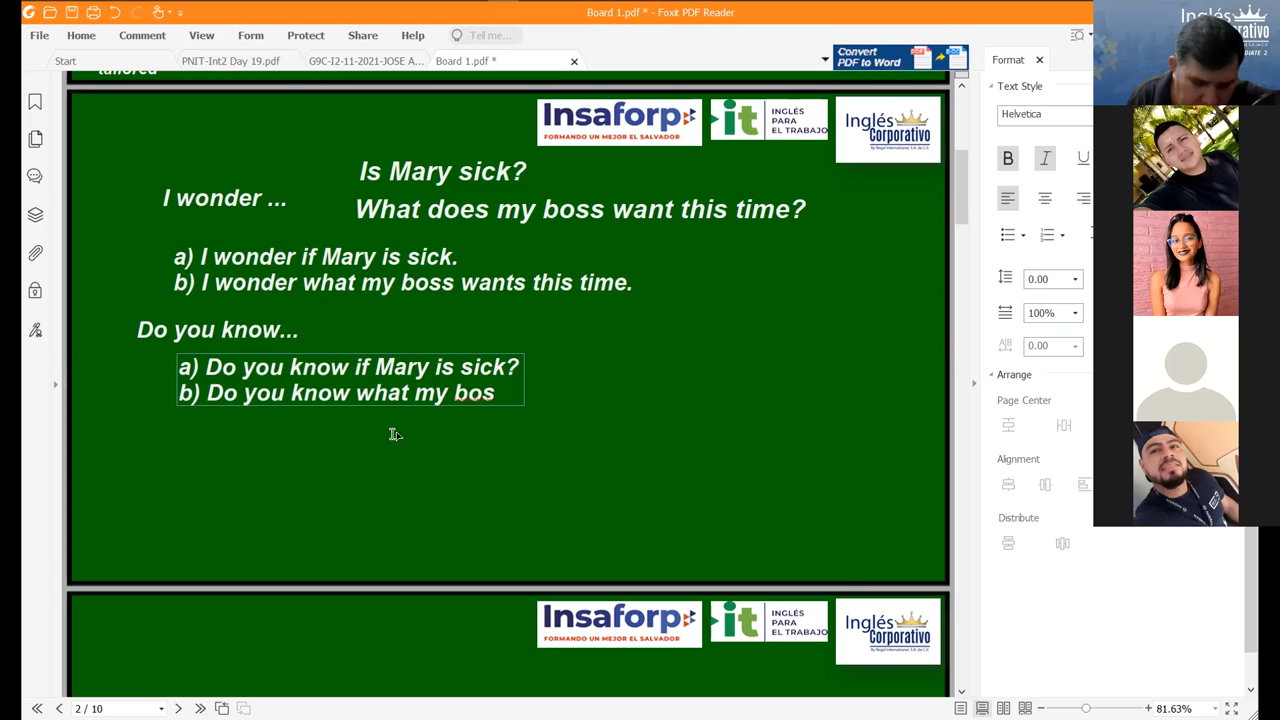 Board 1.pdf * - Foxit PDF Reader
File Home Comment View Form Protect Share Help Tell me...
Start PNIT-Int2 Day 19.pdf G9C-I2-11-2021-JOSE A... Board 1.pdf *
Convert
PDF to Word
tailored
Insaforp
FORMANDO UN MEJOR EL SALVADOR
it
INGLÉS
PARA
EL TRABAJO
Inglés
Corporativo
Is Mary sick?
I wonder ...
What does my boss want this time?
a) I wonder if Mary is sick.
b) I wonder what my boss wants this time.
Do you know...
a) Do you know if Mary is sick?
b) Do you know what my bos
Insaforp
FORMANDO UN MEJOR EL SALVADOR
it
INGLÉS
PARA
EL TRABAJO
Inglés
Corporativo
2 / 10
81.63%
Format
Text Style
Helvetica
B I U
0.00
100%
0.00
Arrange
Page Center
Alignment
Distribute
Inglés